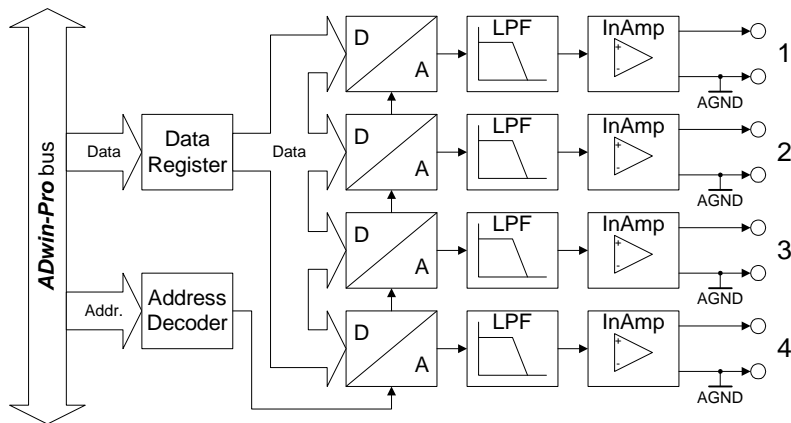 ADwin-Pro bus
Data
Data
Register
Data
Addr.
Address
Decoder
D
A
LPF
InAmp
+
-
AGND
1
D
A
LPF
InAmp
+
-
AGND
2
D
A
LPF
InAmp
+
-
AGND
3
D
A
LPF
InAmp
+
-
AGND
4